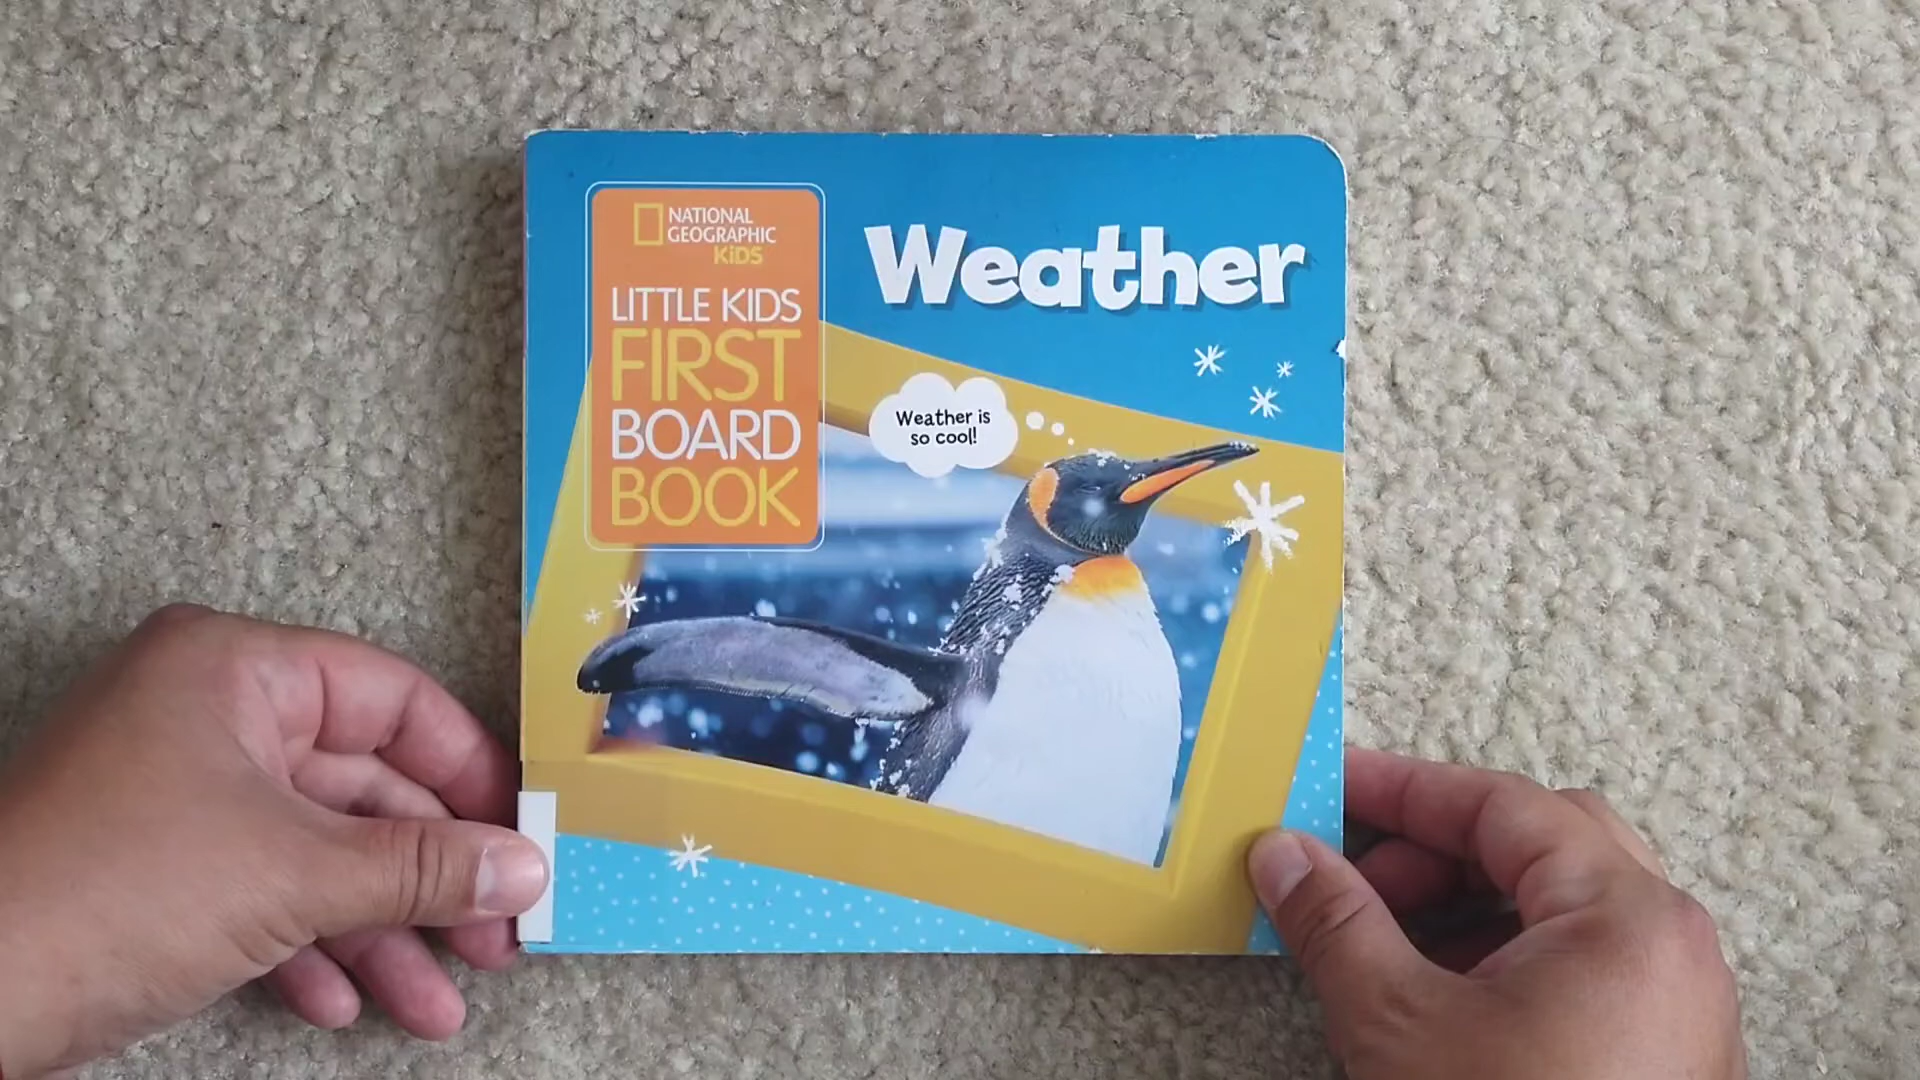 NATIONAL
GEOGRAPHIC
KiDS
LITTLE KIDS
FIRST
BOARD
BOOK
Weather
Weather is
so cool!